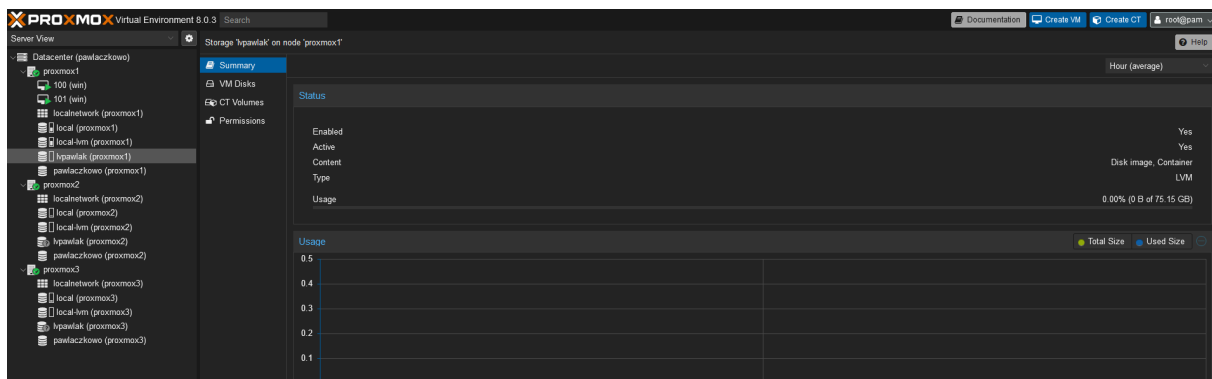 PROXMOX Virtual Environment 8.0.3 Search Documentation Create VM Create CT root@pam
Server View Storage 'lvpawlak' on node 'proxmox1' Help
Datacenter (pawlaczkowo)
proxmox1
100 (win)
101 (win)
localnetwork (proxmox1)
local (proxmox1)
local-lvm (proxmox1)
lvpawlak (proxmox1)
pawlaczkowo (proxmox1)
proxmox2
localnetwork (proxmox2)
local (proxmox2)
local-lvm (proxmox2)
lvpawlak (proxmox2)
pawlaczkowo (proxmox2)
proxmox3
localnetwork (proxmox3)
local (proxmox3)
local-lvm (proxmox3)
lvpawlak (proxmox3)
pawlaczkowo (proxmox3)
Summary
VM Disks
CT Volumes
Permissions
Hour (average)
Status
Enabled Yes
Active Yes
Content Disk image, Container
Type LVM
Usage 0.00% (0 B of 75.15 GB)
Usage Total Size Used Size
0.5
0.4
0.3
0.2
0.1